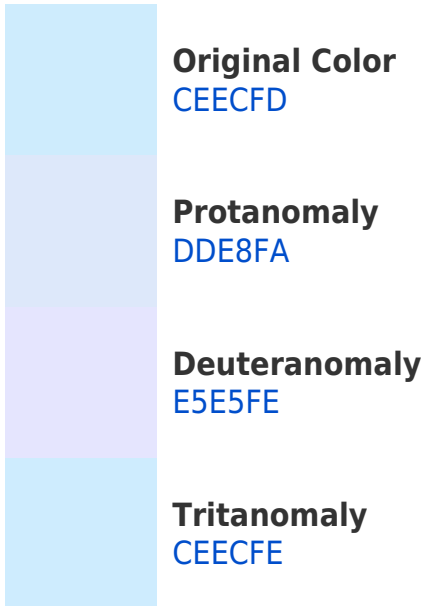 Original Color
CEECFD
Protanomaly
DDE8FA
Deuteranomaly
E5E5FE
Tritanomaly
CEECFE